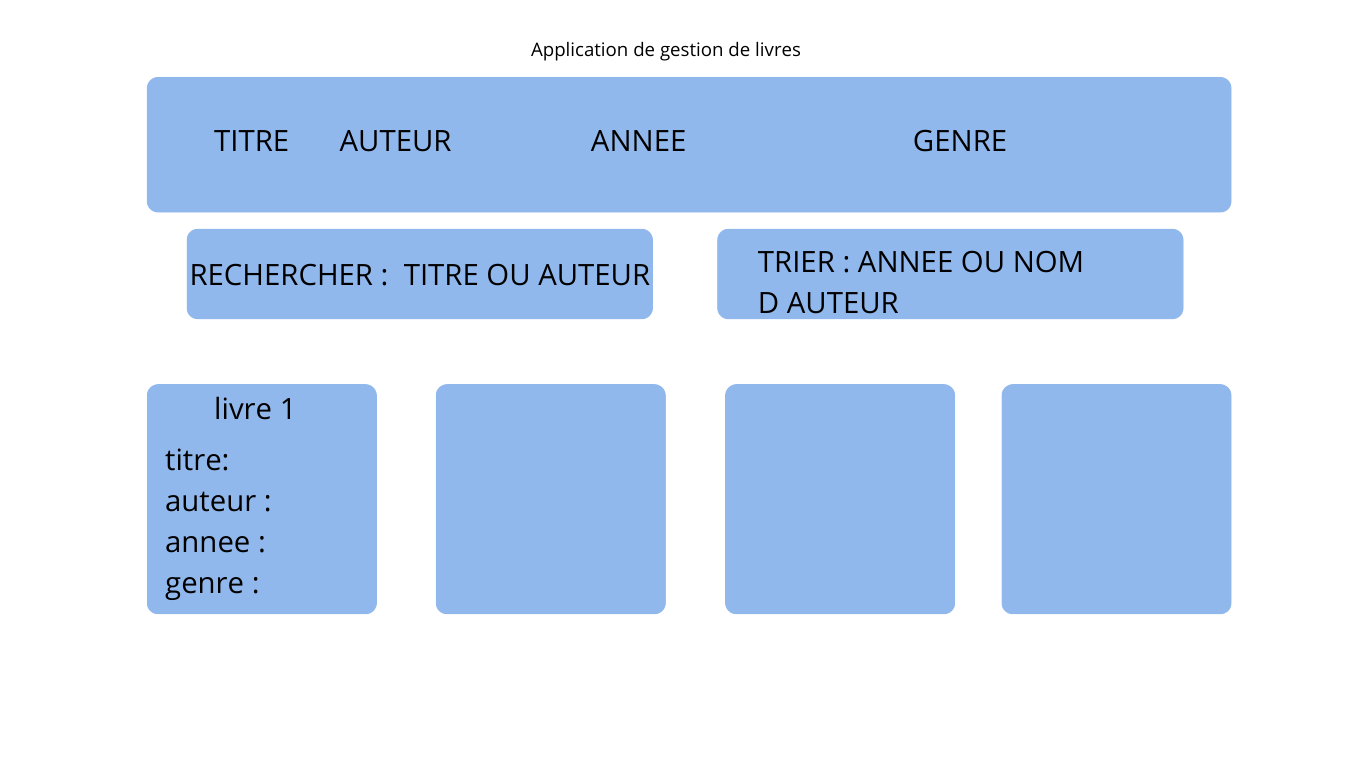 Application de gestion de livres
TITRE AUTEUR ANNEE GENRE
RECHERCHER : TITRE OU AUTEUR
TRIER : ANNEE OU NOM
D AUTEUR
livre 1
titre:
auteur :
annee :
genre :